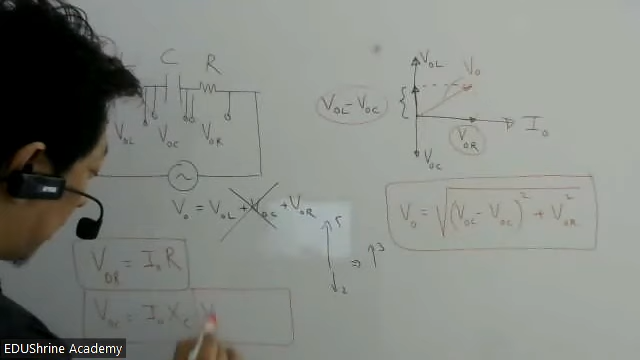 C R
V_OL V_OC V_OR
V_O = V_OL + V_OC + V_OR
V_OR = I_O R
V_OC = I_O X_C V
V_OL
V_O
V_OL - V_OC
I_O
V_OR
V_OC
V_O = √(V_OC - V_OC)² + V_OR²
5
⇒ 3
2
EDUShrine Academy